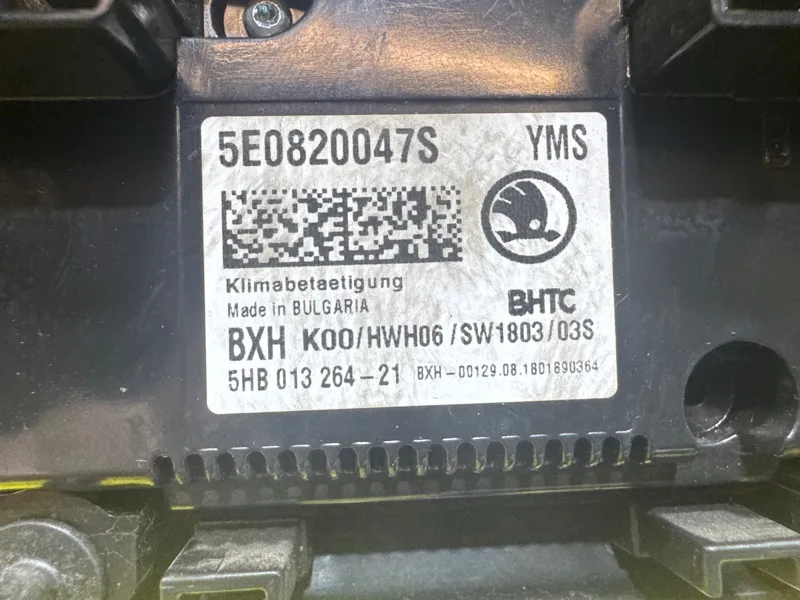 5E0820047S YMS
Klimabetaetigung
Made in BULGARIA BHTC
BXH K00/HWH06/SW1803/03S
5HB 013 264-21 BXH-00129.08.1801890364